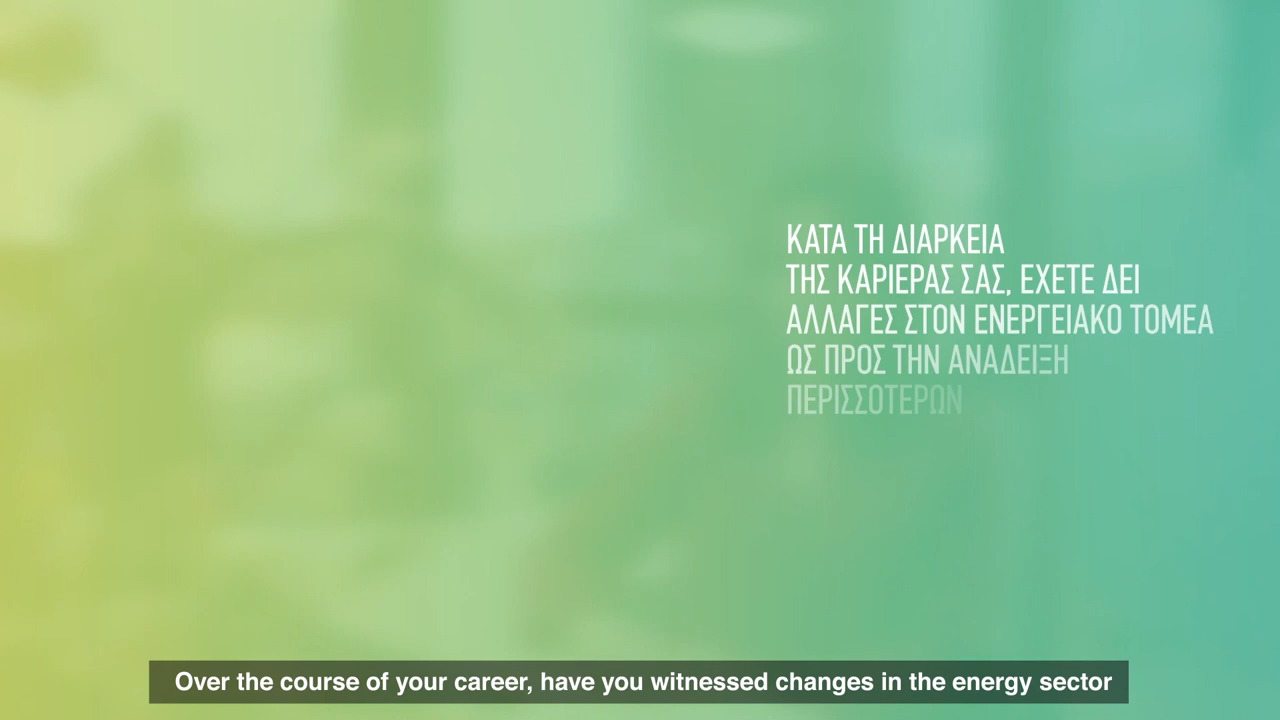 ΚΑΤΑ ΤΗ ΔΙΑΡΚΕΙΑ
ΤΗΣ ΚΑΡΙΕΡΑΣ ΣΑΣ, ΕΧΕΤΕ ΔΕΙ
ΑΛΛΑΓΕΣ ΣΤΟΝ ΕΝΕΡΓΕΙΑΚΟ ΤΟΜΕΑ
ΩΣ ΠΡΟΣ ΤΗΝ ΑΝΑΔΕΙΞΗ
ΠΕΡΙΣΣΟΤΕΡΩΝ
Over the course of your career, have you witnessed changes in the energy sector